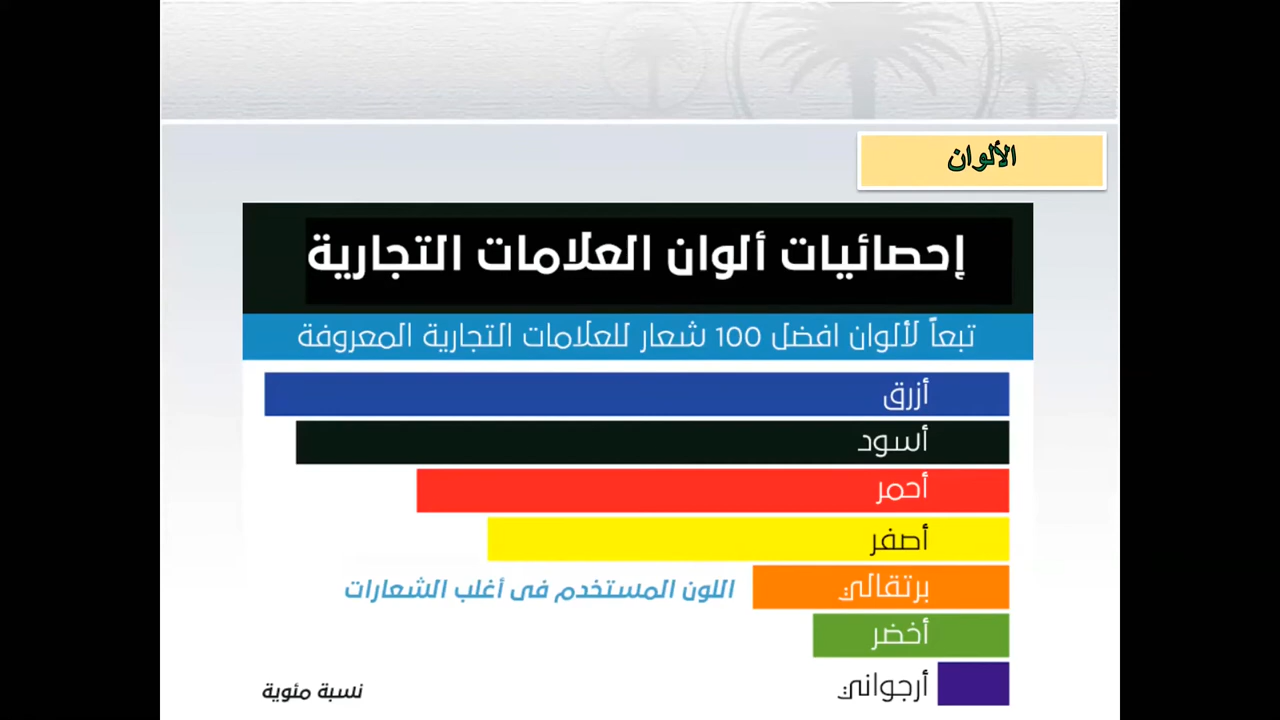 الألوان
إحصائيات ألوان العلامات التجارية
تبعاً لألوان افضل 100 شعار للعلامات التجارية المعروفة
أزرق
أسود
أحمر
أصفر
برتقالي
اللون المستخدم فى أغلب الشعارات
أخضر
أرجواني
نسبة مئوية